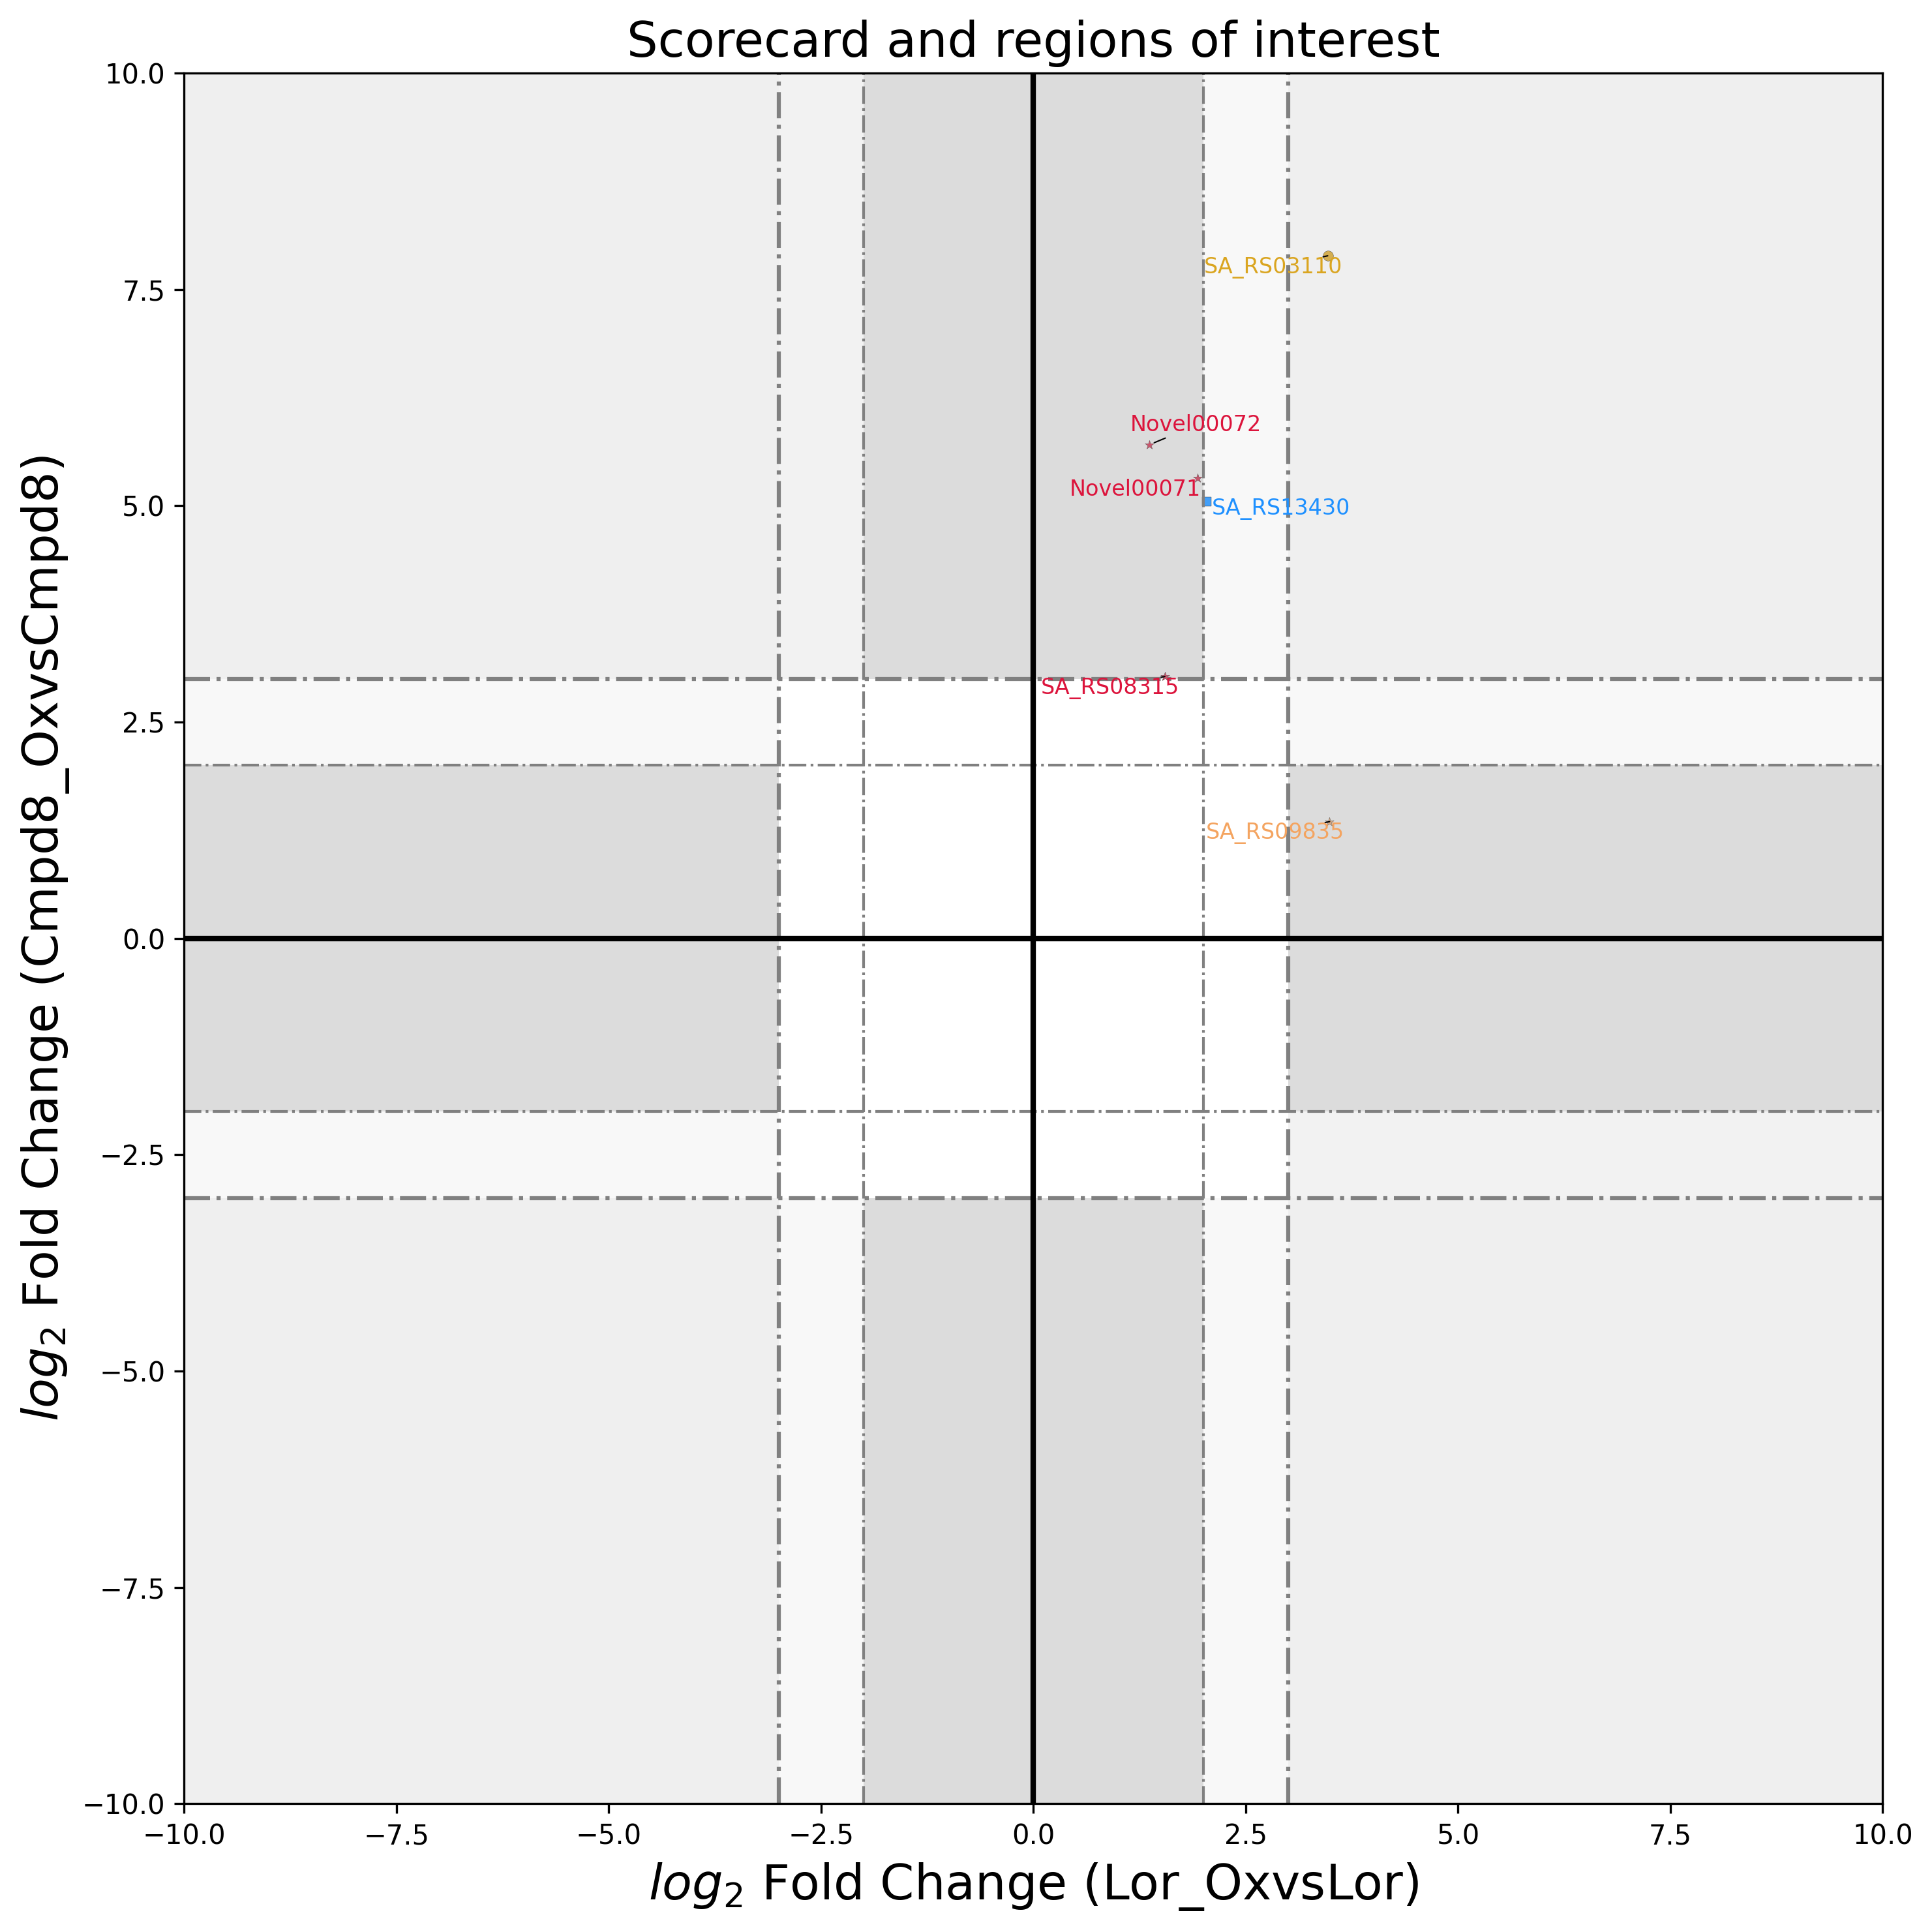 Scorecard and regions of interest
10.0
7.5
5.0
2.5
0.0
−2.5
−5.0
−7.5
−10.0
log2 Fold Change (Cmpd8_OxvsCmpd8)
SA_RS03110
Novel00072
Novel00071
SA_RS13430
SA_RS08315
SA_RS09835
−10.0 −7.5 −5.0 −2.5 0.0 2.5 5.0 7.5 10.0
log2 Fold Change (Lor_OxvsLor)